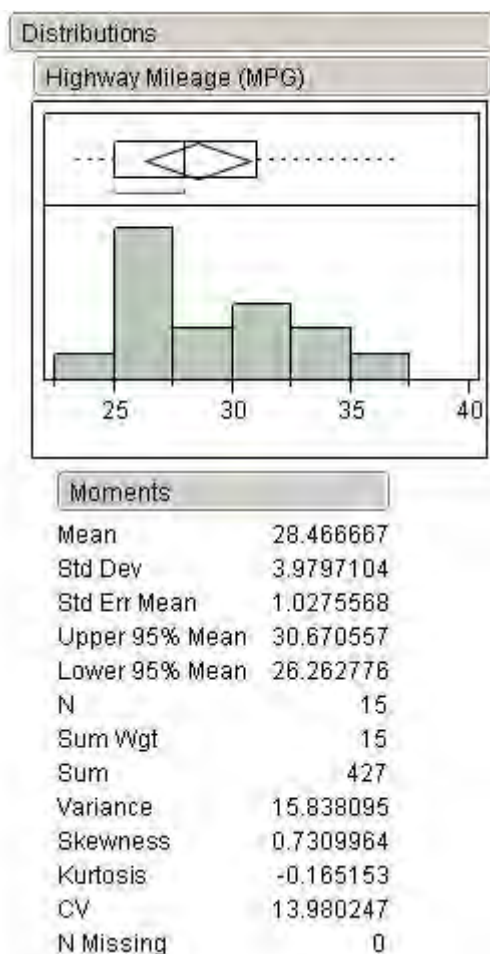 Distributions
Highway Mileage (MPG)
25 30 35 40
Moments
Mean 28.466667
Std Dev 3.9797104
Std Err Mean 1.0275568
Upper 95% Mean 30.670557
Lower 95% Mean 26.262776
N 15
Sum Wgt 15
Sum 427
Variance 15.838095
Skewness 0.7309964
Kurtosis -0.165153
CV 13.980247
N Missing 0